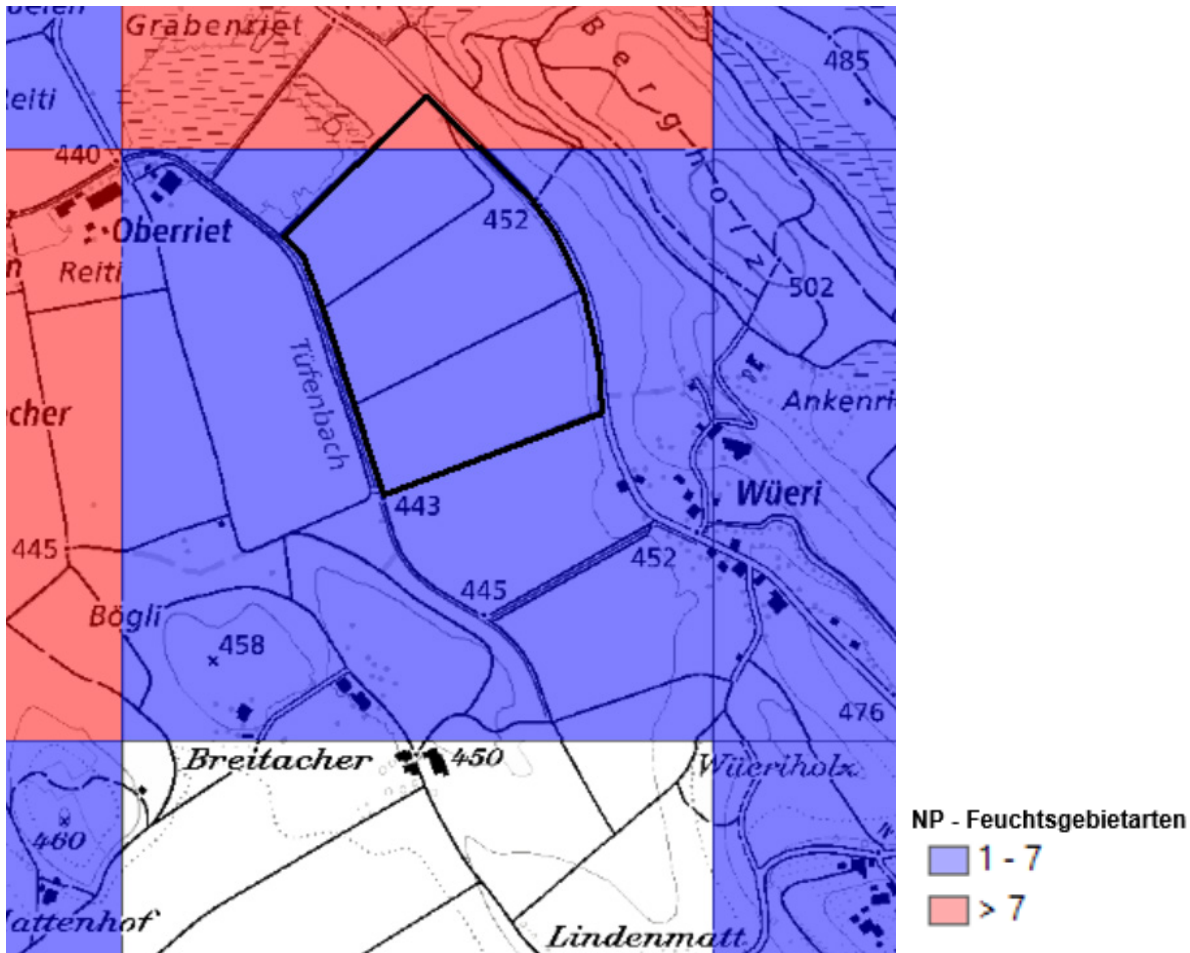 Grabenriet
Bergholz
485
Reiti
440
Oberriet
452
Reiti
502
Tüfenbach
cher
Ankenri
443
Wüeri
445
452
445
Bögli
458
476
Breitacher
450
Wüeriholz
460
attenhof
Lindenmatt
NP - Feuchtsgebietarten
1 - 7
> 7